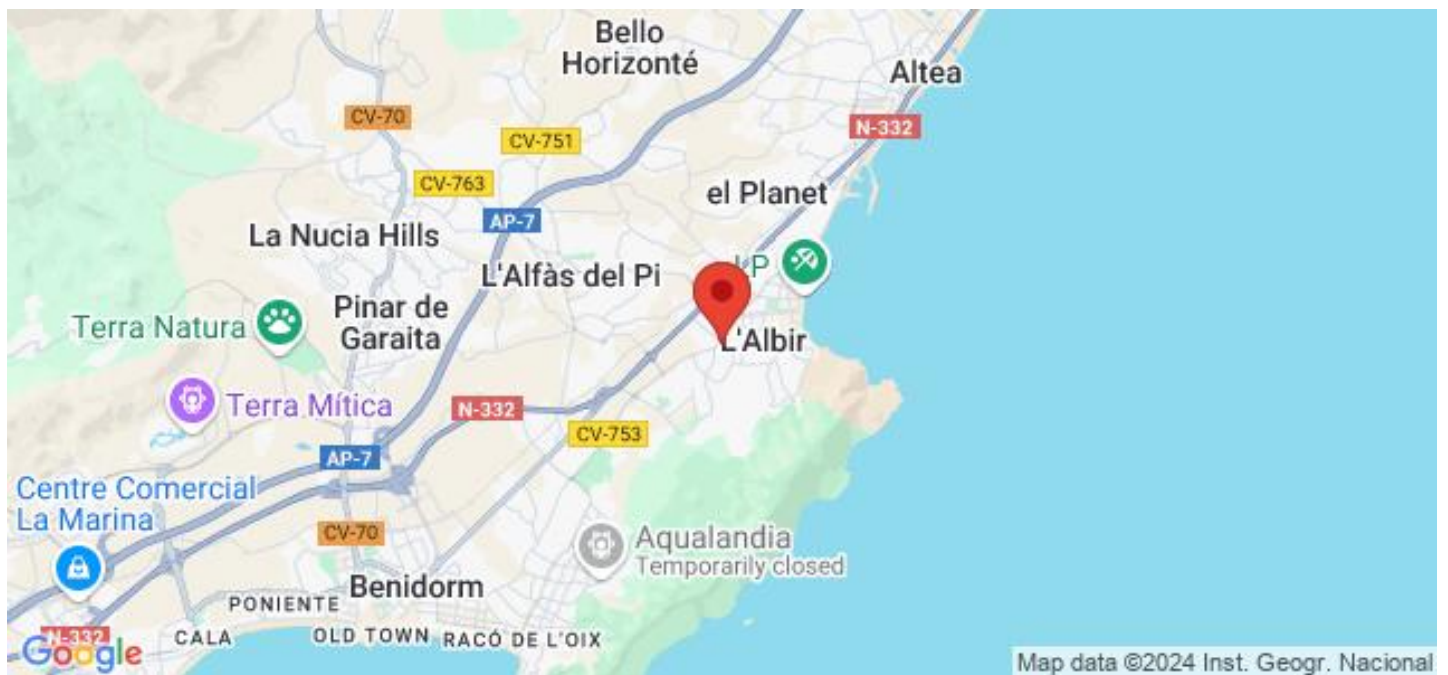 Bello
Horizonté
Altea
CV-70
N-332
CV-751
CV-763
el Planet
AP-7
La Nucia Hills
L'Alfàs del Pi
Pinar de
Garaita
Terra Natura
L'Albir
Terra Mítica
N-332
CV-753
AP-7
Centre Comercial
La Marina
CV-70
Aqualandia
Temporarily closed
Benidorm
PONIENTE
CALA
OLD TOWN
RACÓ DE L'OIX
N-332
Google
Map data ©2024 Inst. Geogr. Nacional